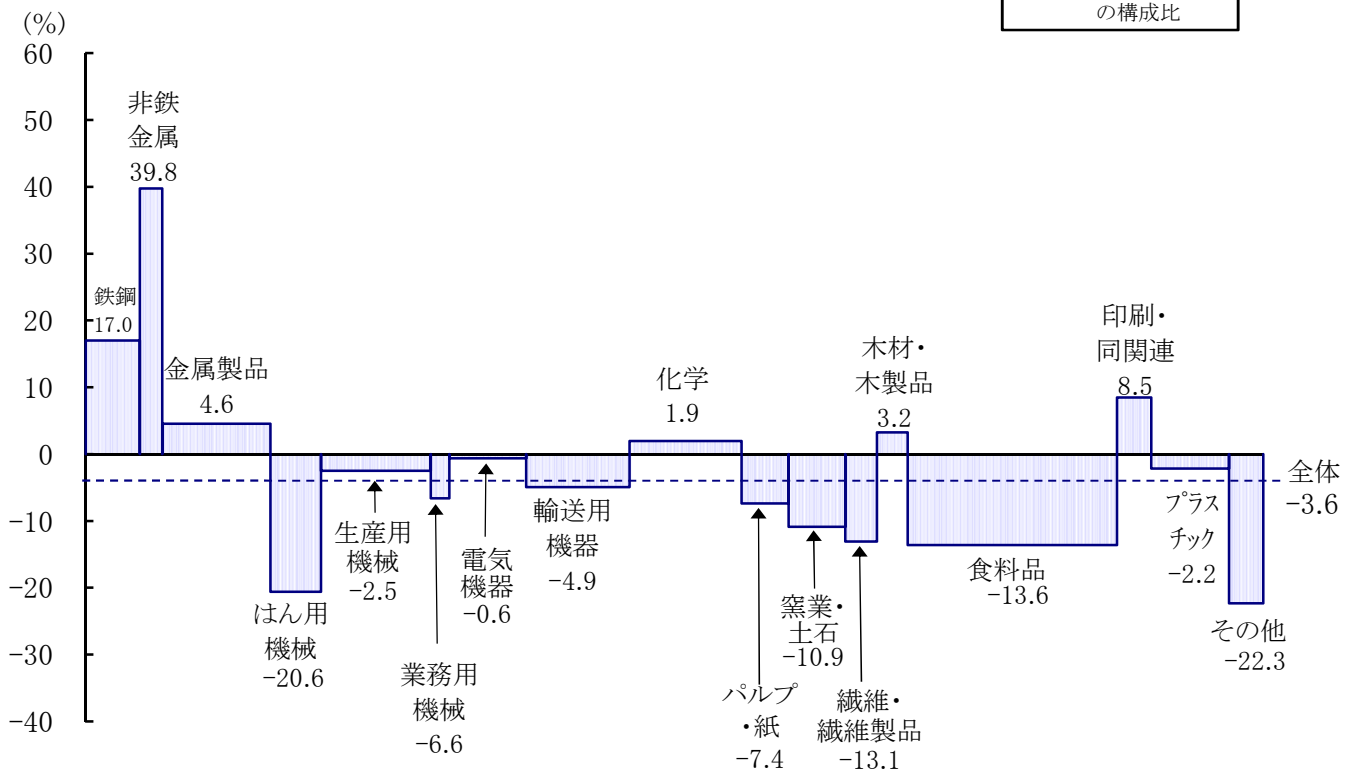 の構成比
(%)
60
50
40
30
20
10
0
-10
-20
-30
-40
鉄鋼
17.0
非鉄
金属
39.8
金属製品
4.6
はん用
機械
-20.6
生産用
機械
-2.5
業務用
機械
-6.6
電気
機器
-0.6
輸送用
機器
-4.9
化学
1.9
パルプ
・紙
-7.4
窯業・
土石
-10.9
繊維・
繊維製品
-13.1
木材・
木製品
3.2
食料品
-13.6
印刷・
同関連
8.5
プラス
チック
-2.2
その他
-22.3
全体
-3.6